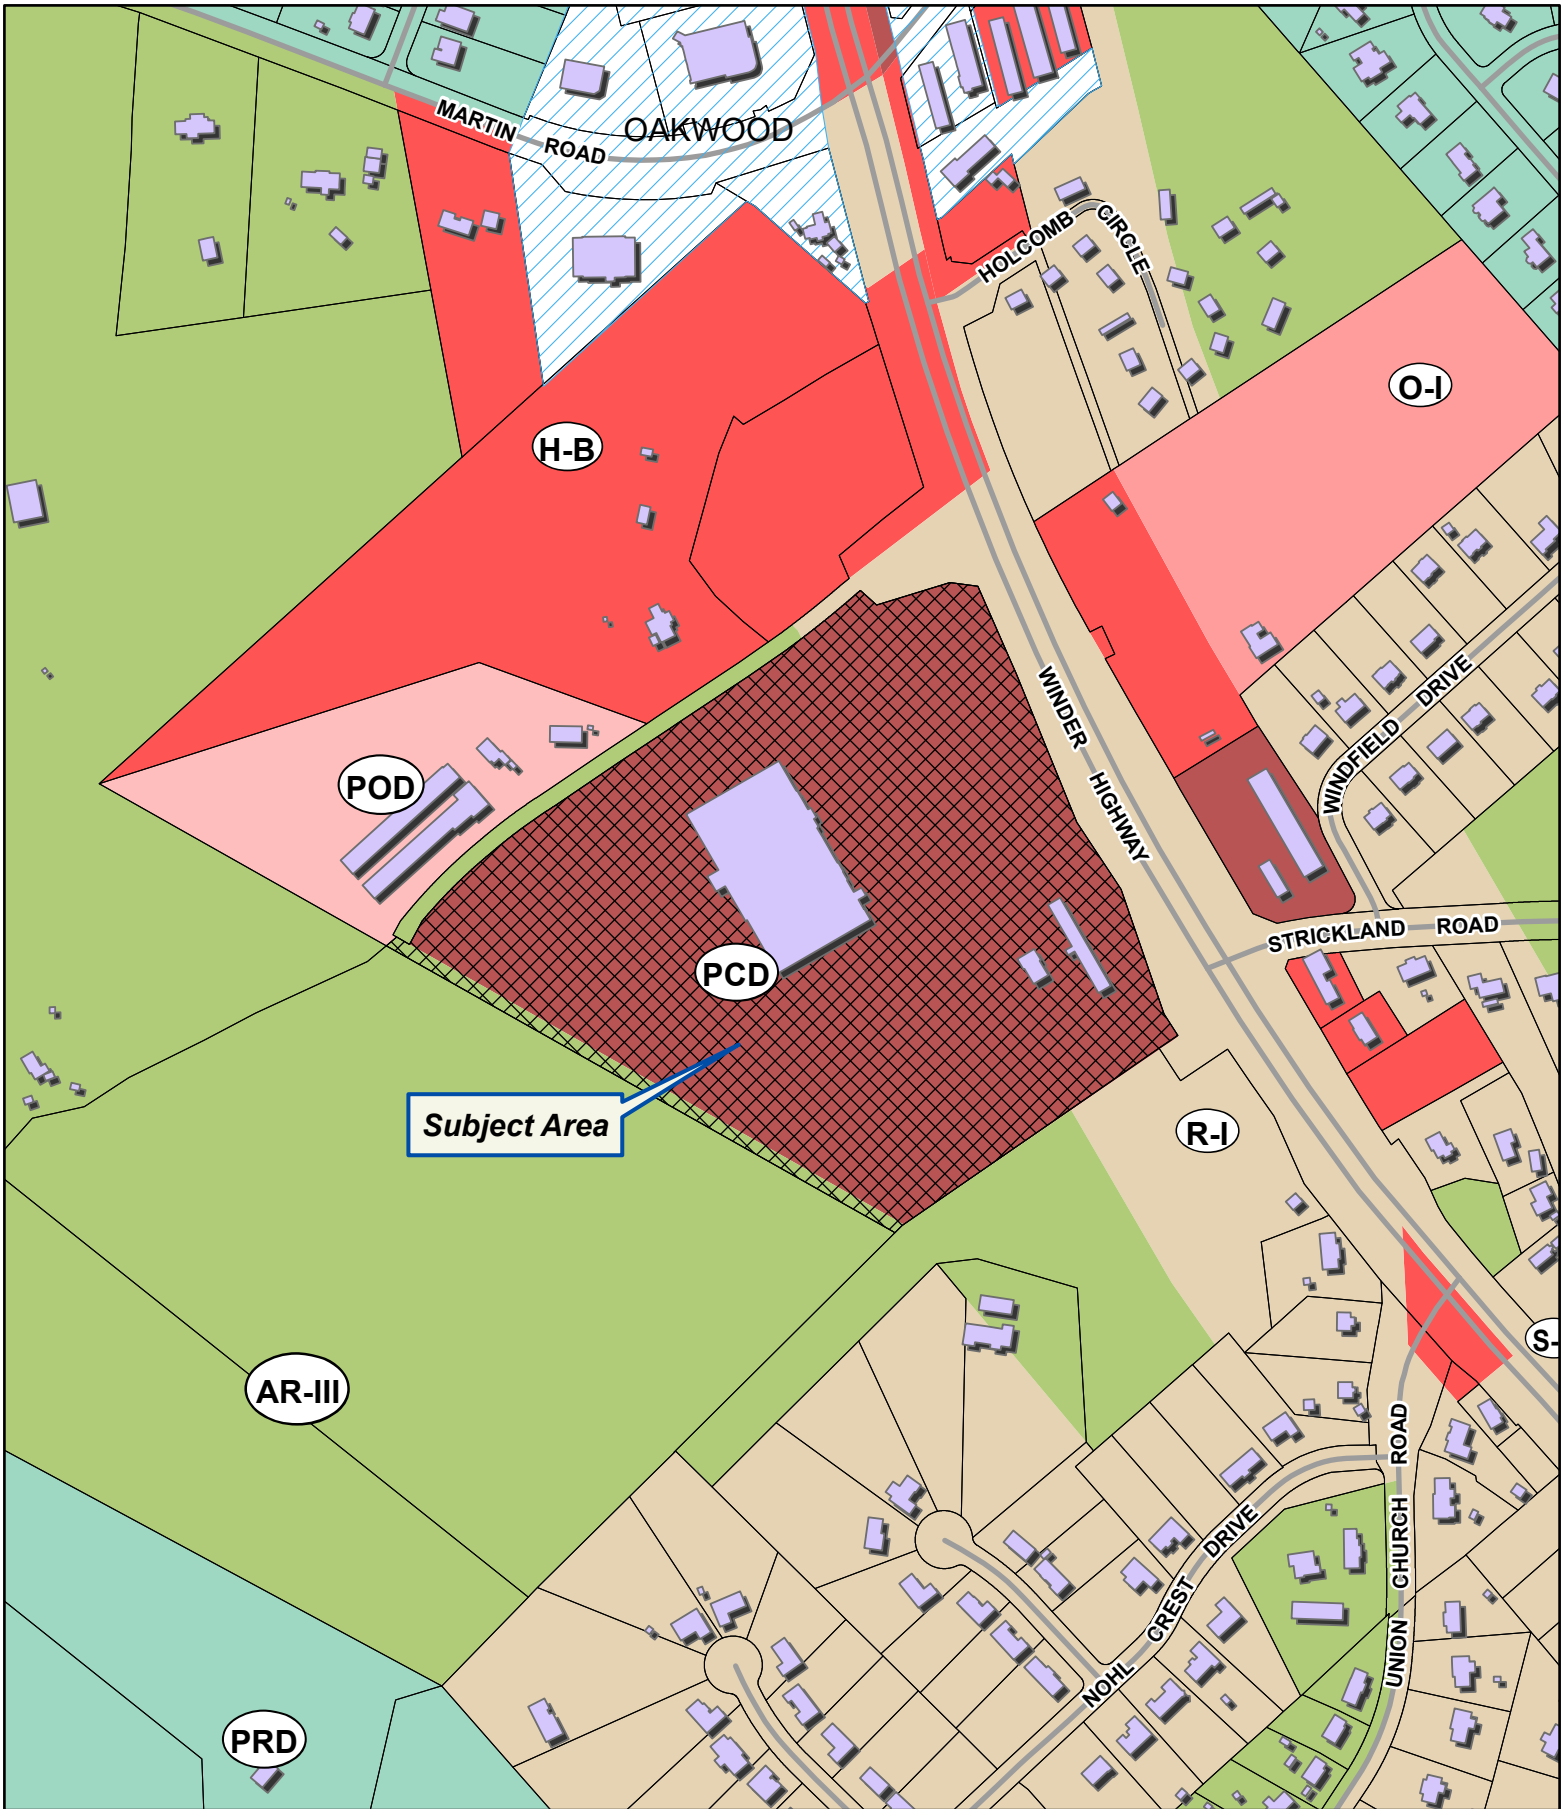 MARTIN ROAD
OAKWOOD
HOLCOMB CIRCLE
O-I
H-B
WINDER HIGHWAY
WINDFIELD DRIVE
POD
STRICKLAND ROAD
PCD
Subject Area
R-I
S-
AR-III
NOHL CREST DRIVE
UNION CHURCH ROAD
PRD